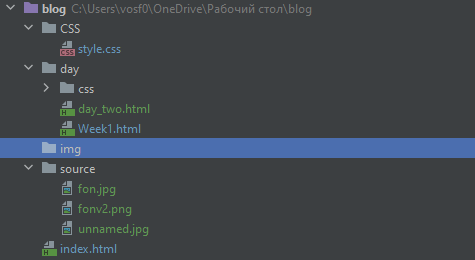 blog C:\Users\vosf0\OneDrive\Рабочий стол\blog
CSS
style.css
day
css
day_two.html
Week1.html
img
source
fon.jpg
fonv2.png
unnamed.jpg
index.html